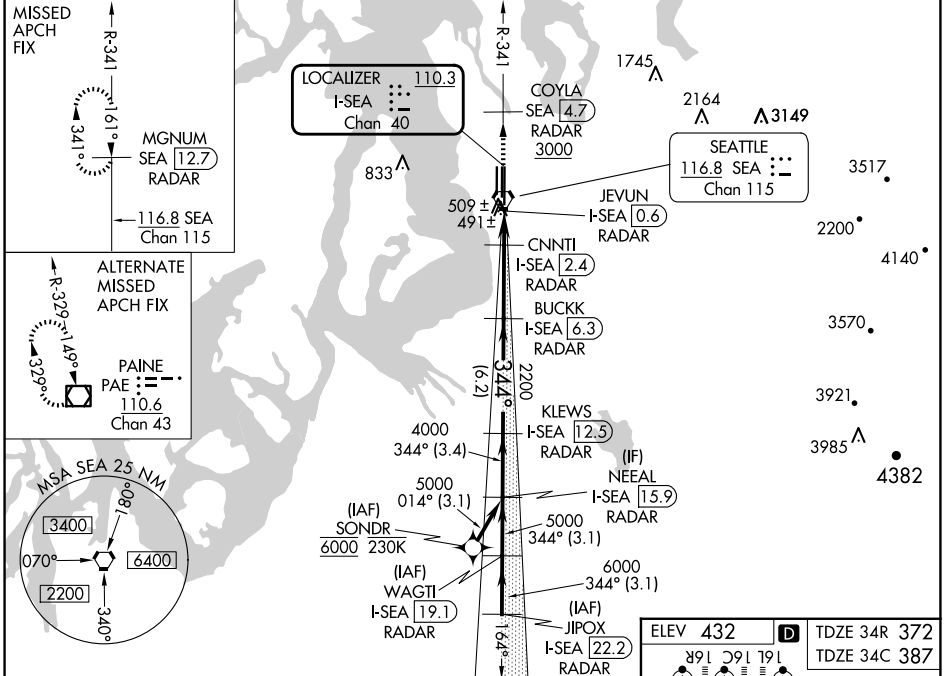 MISSED
APCH
FIX
R-341
161°
341°
MGNUM
SEA 12.7
RADAR
116.8 SEA
Chan 115
ALTERNATE
MISSED
APCH FIX
R-329
149°
329°
PAINE
PAE
110.6
Chan 43
MSA SEA 25 NM
180°
3400
070°
6400
2200
340°
LOCALIZER 110.3
I-SEA
Chan 40
R-341
COYLA
SEA 4.7
RADAR
3000
1745
2164
3149
SEATTLE
116.8 SEA
Chan 115
833
3517
509 ±
491±
JEVUN
I-SEA 0.6
RADAR
2200
4140
CNNTI
I-SEA 2.4
RADAR
BUCKK
I-SEA 6.3
RADAR
3570
344°
2200
(6.2)
3921
KLEWS
I-SEA 12.5
RADAR
4000
344° (3.4)
3985
4382
(IF)
NEEAL
I-SEA 15.9
RADAR
5000
014° (3.1)
(IAF)
SONDR
6000 230K
5000
344° (3.1)
6000
344° (3.1)
(IAF)
WAGTI
I-SEA 19.1
RADAR
(IAF)
JIPOX
I-SEA 22.2
RADAR
164°
ELEV 432 D TDZE 34R 372
TDZE 34C 387
16R 16C 16L